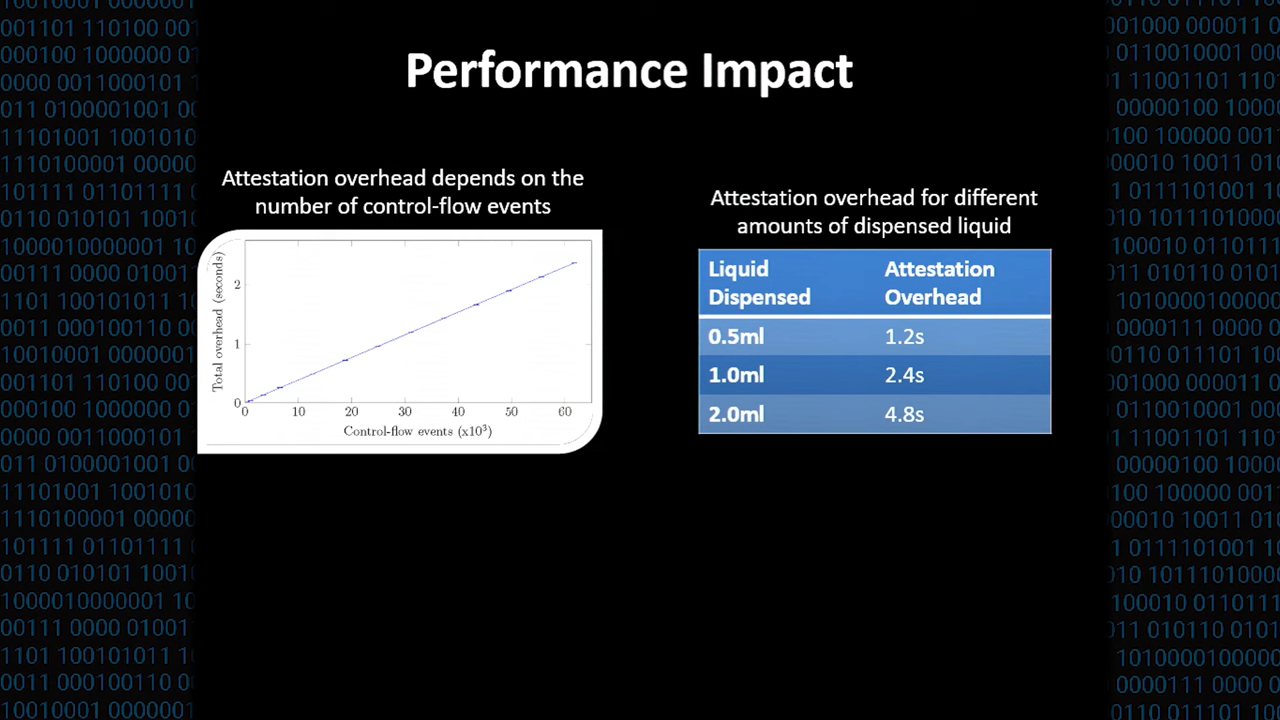 Performance Impact
Attestation overhead depends on the
number of control-flow events
Total overhead (seconds)
2
1
0
0 10 20 30 40 50 60
Control-flow events (x10³)
Attestation overhead for different
amounts of dispensed liquid
Liquid Dispensed Attestation Overhead
0.5ml 1.2s
1.0ml 2.4s
2.0ml 4.8s